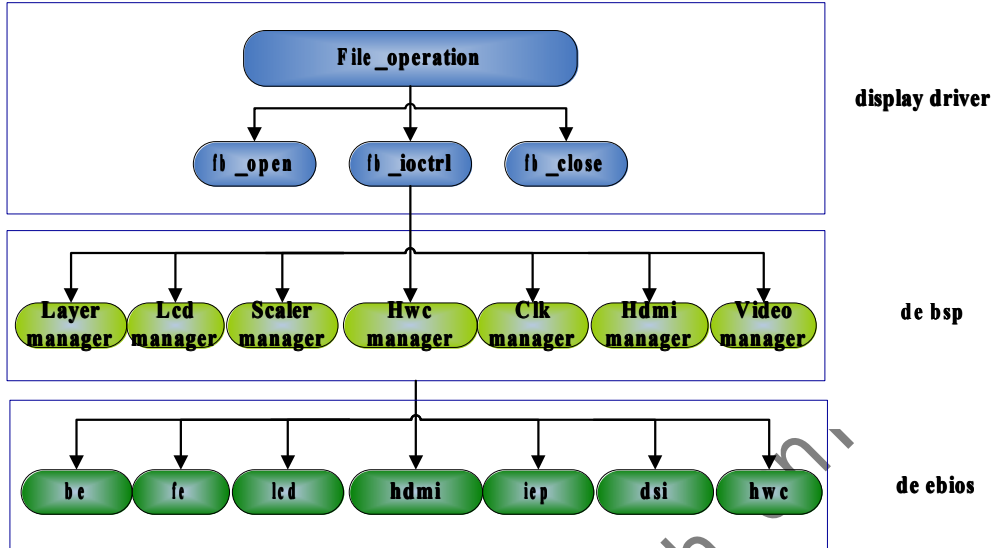 File_operation
display driver
fb_open
fb_ioctrl
fb_close
Layer manager
Lcd manager
Scaler manager
Hwc manager
Clk manager
Hdmi manager
Video manager
de bsp
be
fe
lcd
hdmi
iep
dsi
hwc
de ebios